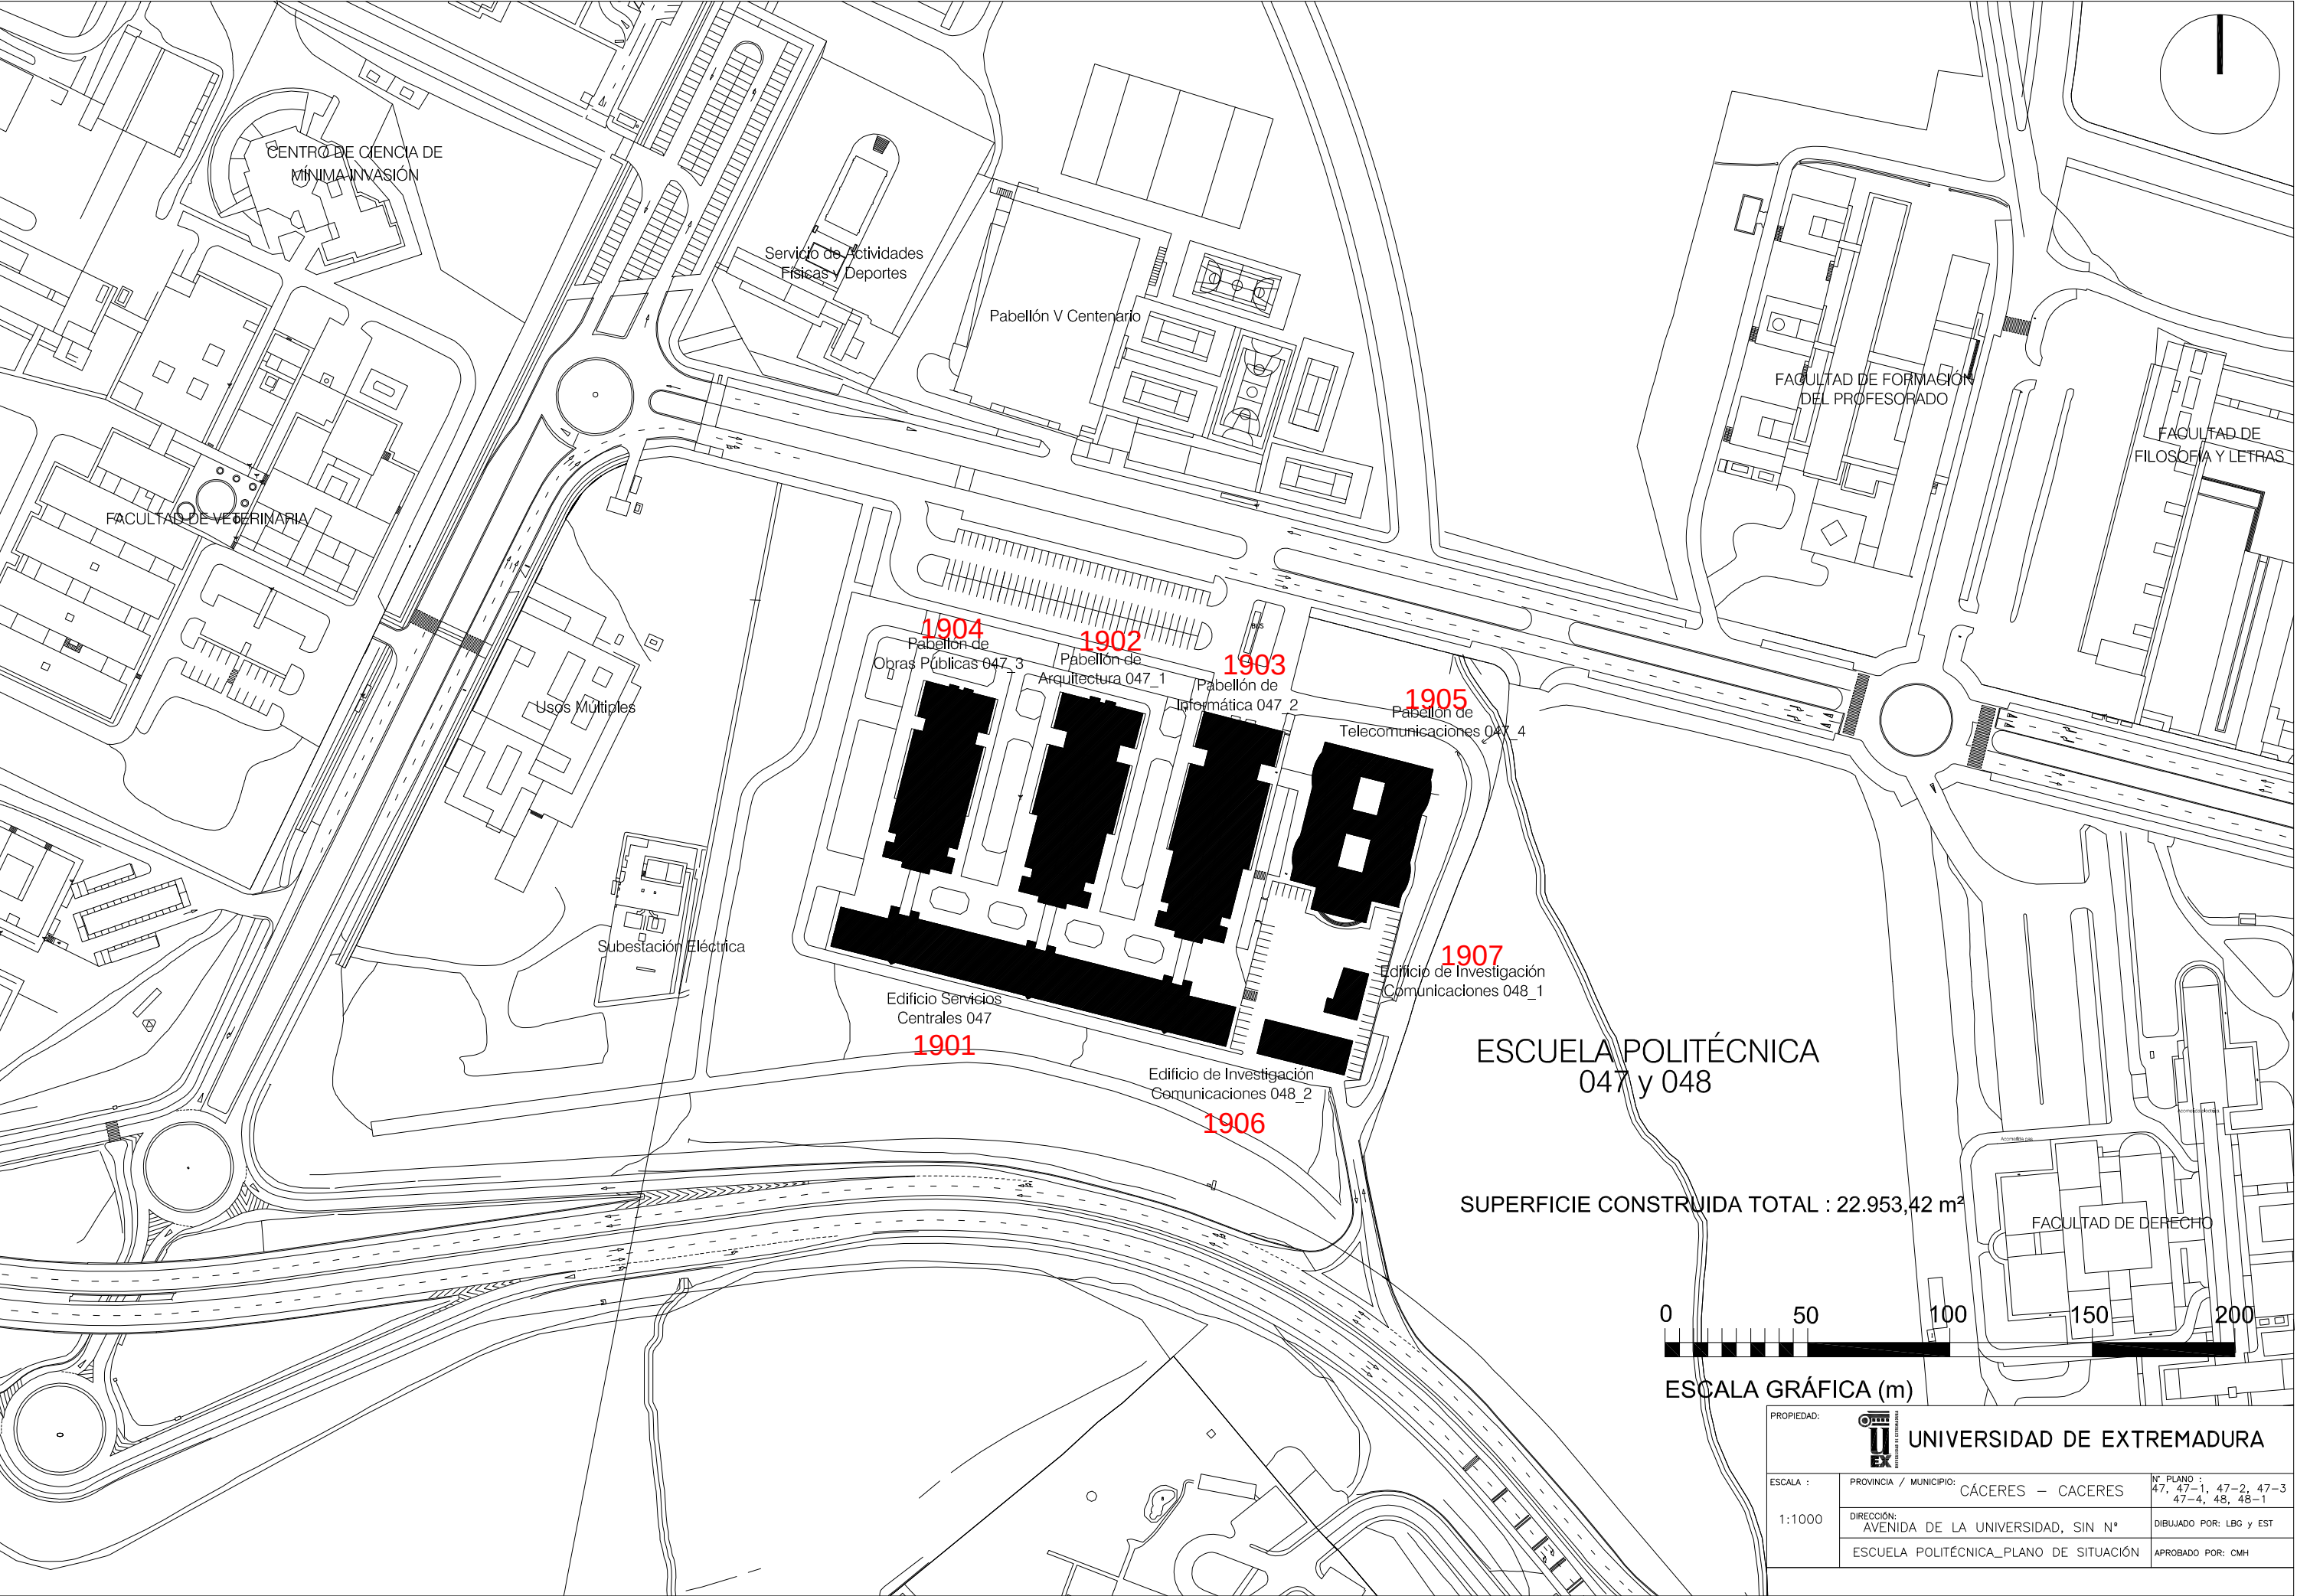 CENTRO DE CIENCIA DE
MÍNIMA INVASIÓN
Servicio de Actividades
Físicas y Deportes
Pabellón V Centenario
FACULTAD DE FORMACIÓN
DEL PROFESORADO
FACULTAD DE
FILOSOFIA Y LETRAS
FACULTAD DE VETERINARIA
BUS
1904
Pabellón de
Obras Públicas 047_3
1902
Pabellón de
Arquitectura 047_1
1903
Pabellón de
Informática 047_2
1905
Pabellón de
Telecomunicaciones 047_4
Usos Múltiples
Subestación Eléctrica
1907
Edificio de Investigación
Comunicaciones 048_1
Edificio Servicios
Centrales 047
1901
Edificio de Investigación
Comunicaciones 048_2
1906
ESCUELA POLITÉCNICA
047 y 048
SUPERFICIE CONSTRUIDA TOTAL : 22.953,42 m²
FACULTAD DE DERECHO
0 50 100 150 200
ESCALA GRÁFICA (m)
PROPIEDAD:
UEX
UNIVERSIDAD DE EXTREMADURA
ESCALA :
1:1000
PROVINCIA / MUNICIPIO: CÁCERES – CACERES
Nº PLANO :
47, 47-1, 47-2, 47-3
47-4, 48, 48-1
DIRECCIÓN:
AVENIDA DE LA UNIVERSIDAD, SIN Nº
DIBUJADO POR: LBG y EST
ESCUELA POLITÉCNICA_PLANO DE SITUACIÓN
APROBADO POR: CMH